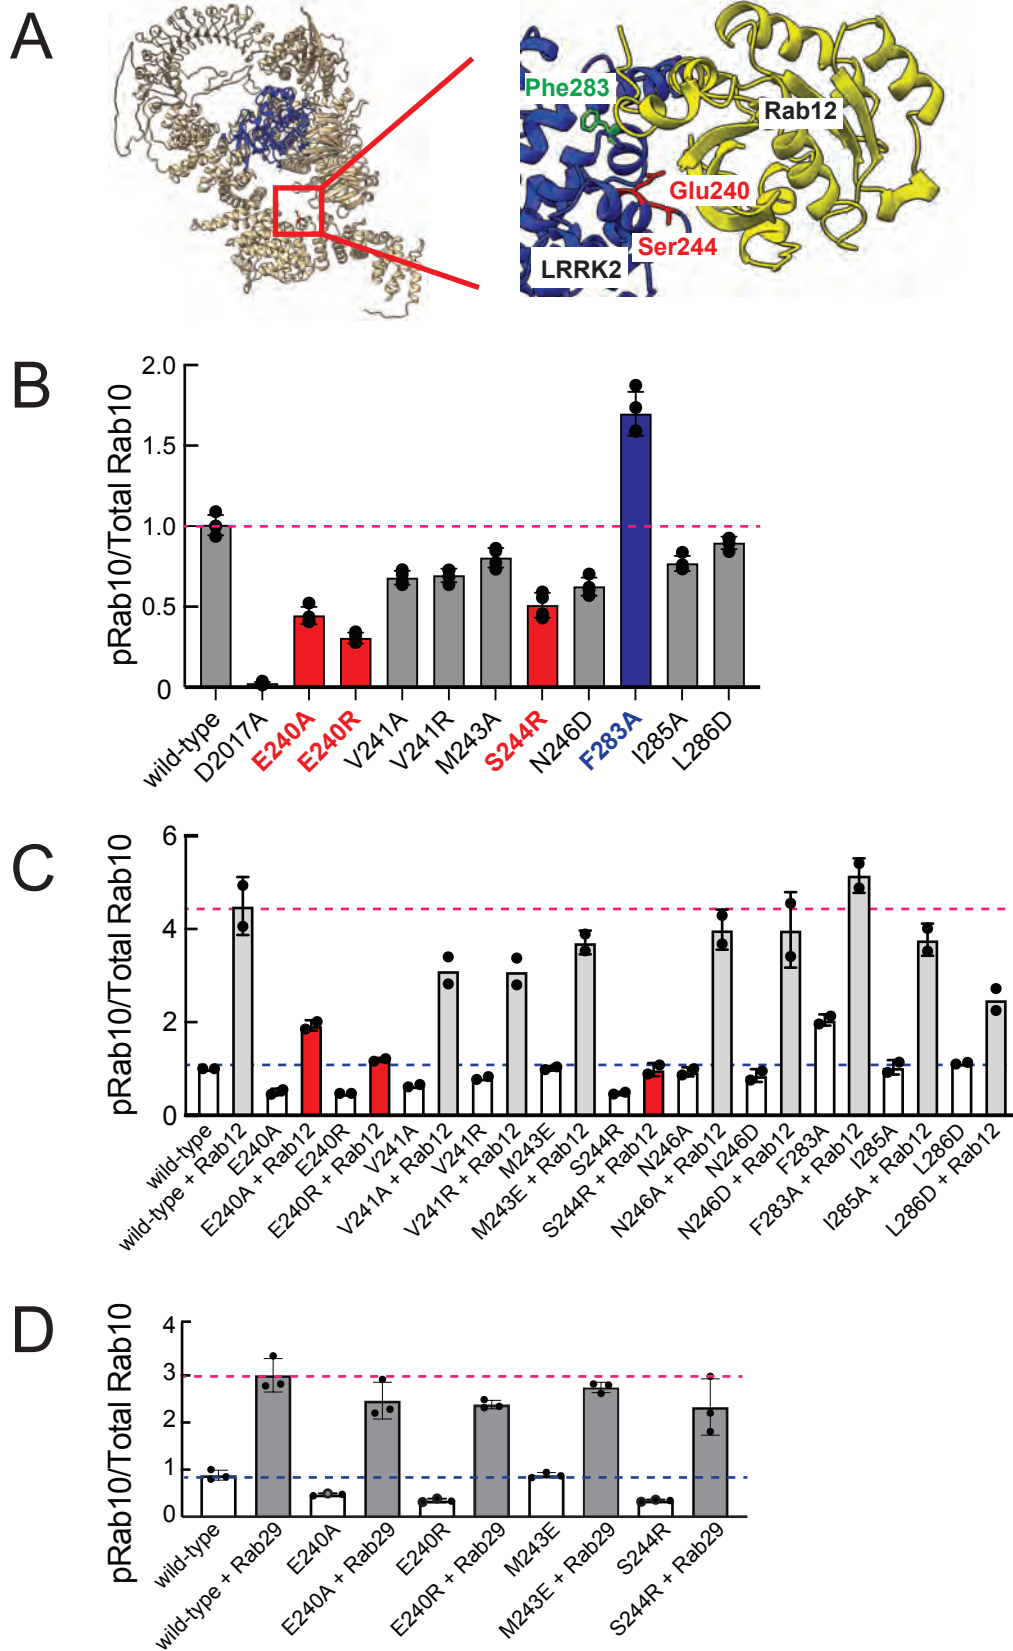 A
Phe283
Rab12
Glu240
Ser244
LRRK2
B
pRab10/Total Rab10
2.0
1.5
1.0
0.5
0
wild-type
D2017A
E240A
E240R
V241A
V241R
M243A
S244R
N246D
F283A
I285A
L286D
C
pRab10/Total Rab10
6
4
2
0
wild-type
wild-type + Rab12
E240A
E240A + Rab12
E240R
E240R + Rab12
V241A
V241A + Rab12
V241R
V241R + Rab12
M243E
M243E + Rab12
S244R
S244R + Rab12
N246A
N246A + Rab12
N246D
N246D + Rab12
F283A
F283A + Rab12
I285A
I285A + Rab12
L286D
L286D + Rab12
D
pRab10/Total Rab10
4
3
2
1
0
wild-type
wild-type + Rab29
E240A
E240A + Rab29
E240R
E240R + Rab29
M243E
M243E + Rab29
S244R
S244R + Rab29